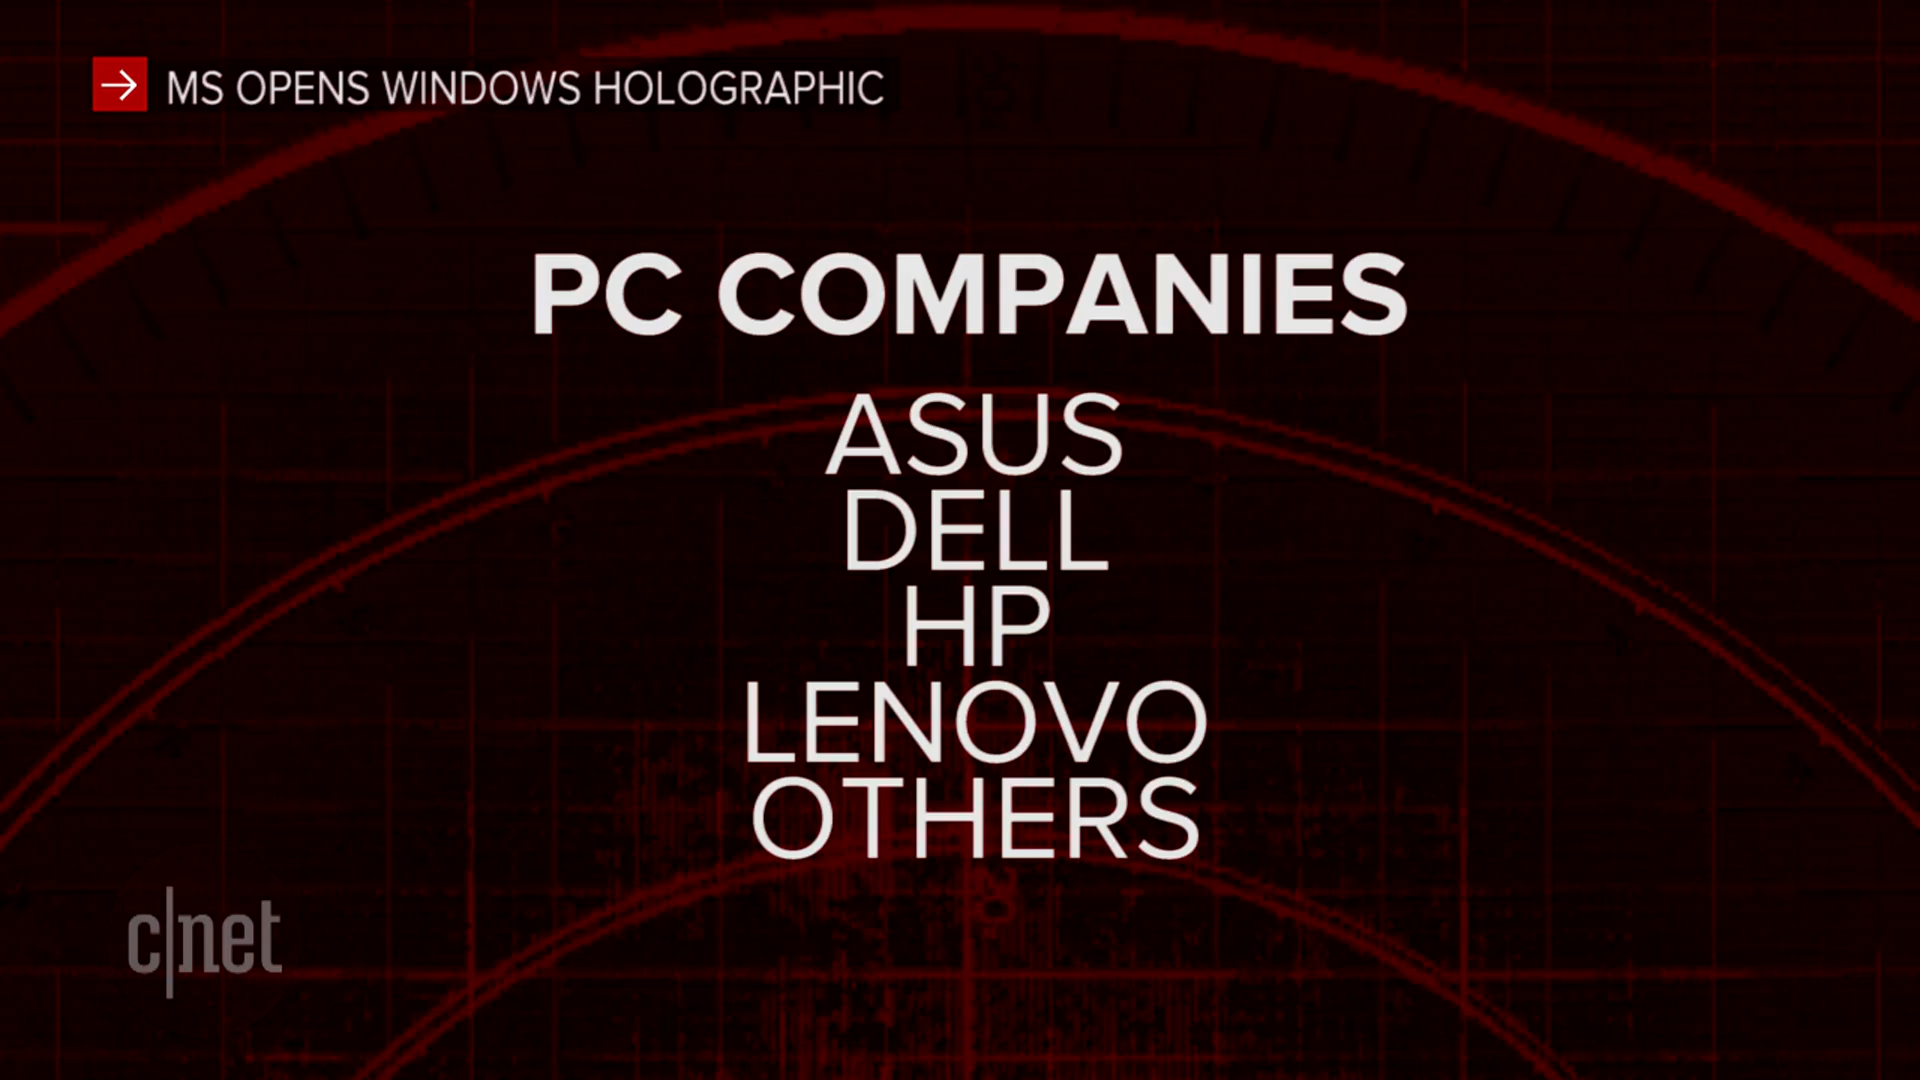 MS OPENS WINDOWS HOLOGRAPHIC
PC COMPANIES
ASUS
DELL
HP
LENOVO
OTHERS
c|net